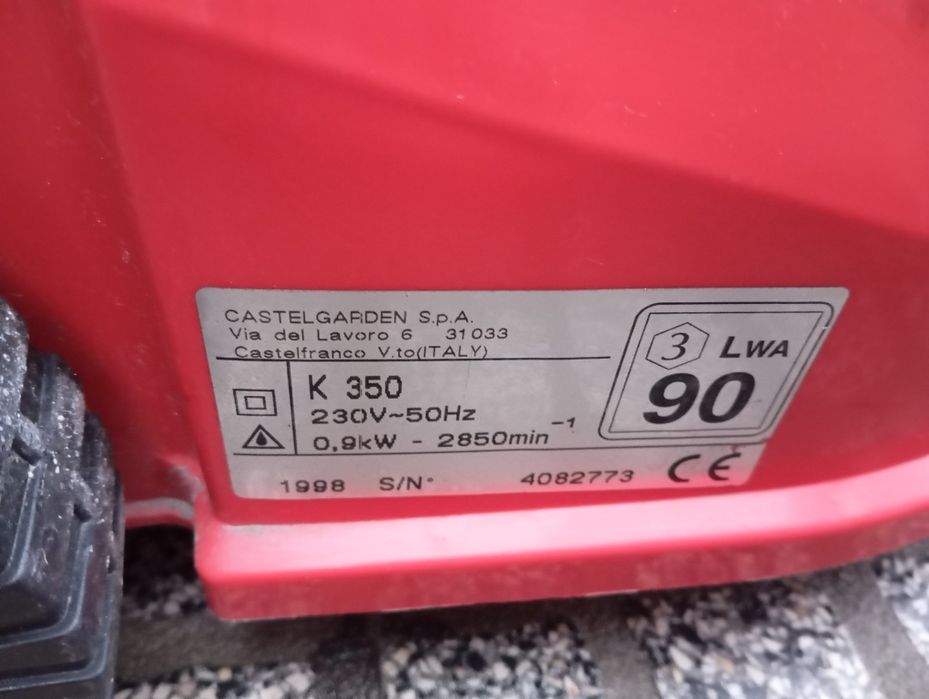 CASTELGARDEN S.p.A.
Via del Lavoro 6 31033
Castelfranco V.to(ITALY)
K 350
230V~50Hz
0,9kW - 2850min⁻¹
3 LWA
90
1998 S/N° 4082773 CE